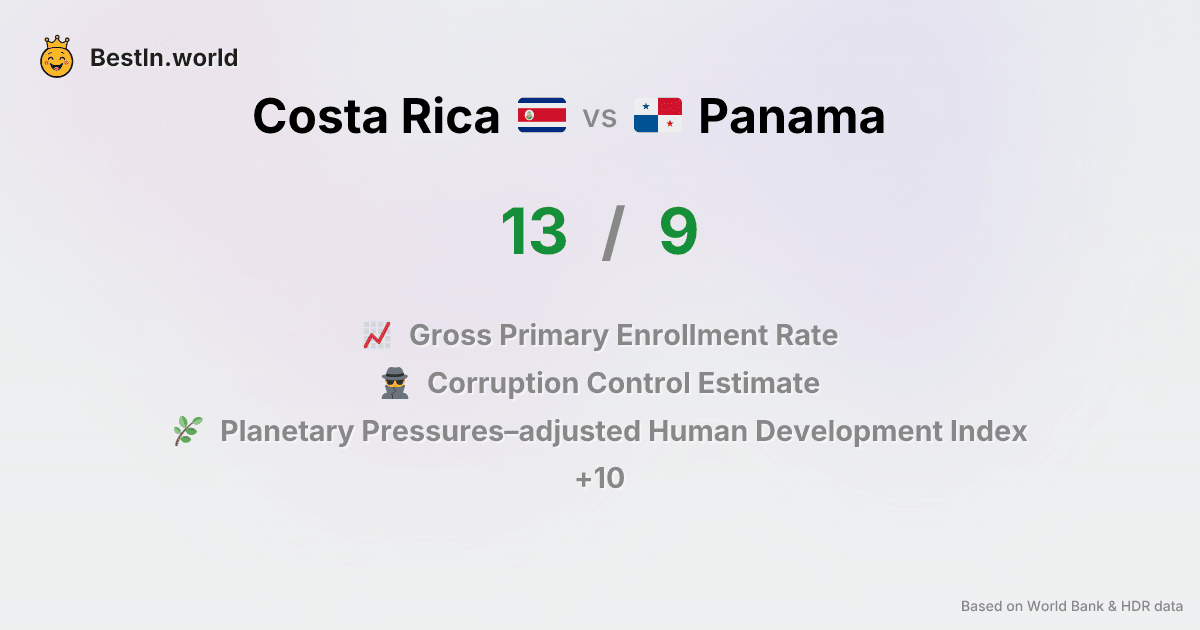 BestIn.world
Costa Rica vs Panama
13 / 9
Gross Primary Enrollment Rate
Corruption Control Estimate
Planetary Pressures–adjusted Human Development Index
+10
Based on World Bank & HDR data